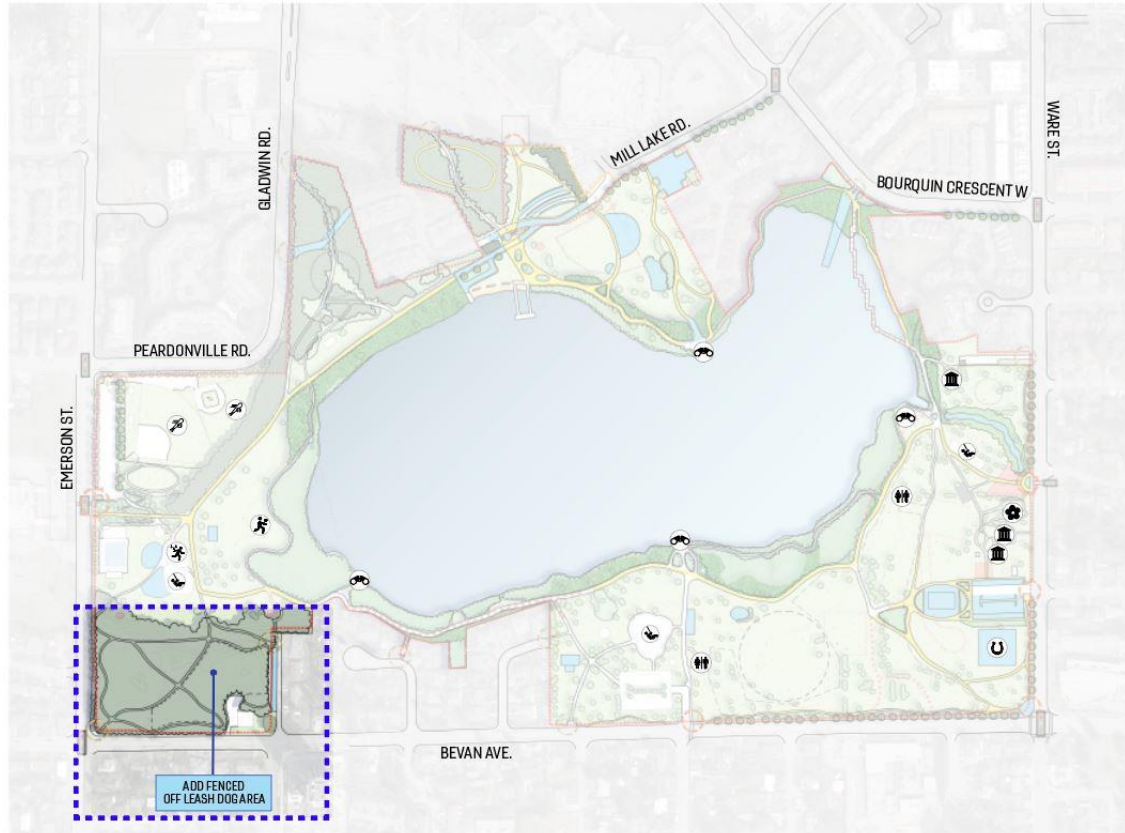 MILL LAKE RD.
WARE ST.
GLADWIN RD.
BOURQUIN CRESCENT W
PEARDONVILLE RD.
EMERSON ST.
BEVAN AVE.
ADD FENCED
OFF LEASH DOG AREA